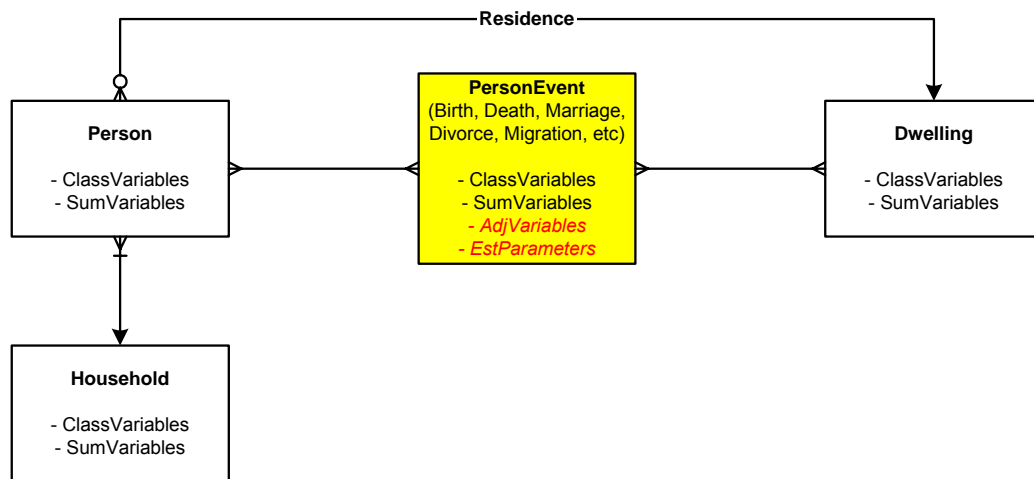 Residence
Person
- ClassVariables
- SumVariables
PersonEvent
(Birth, Death, Marriage,
Divorce, Migration, etc)
- ClassVariables
- SumVariables
- AdjVariables
- EstParameters
Dwelling
- ClassVariables
- SumVariables
Household
- ClassVariables
- SumVariables